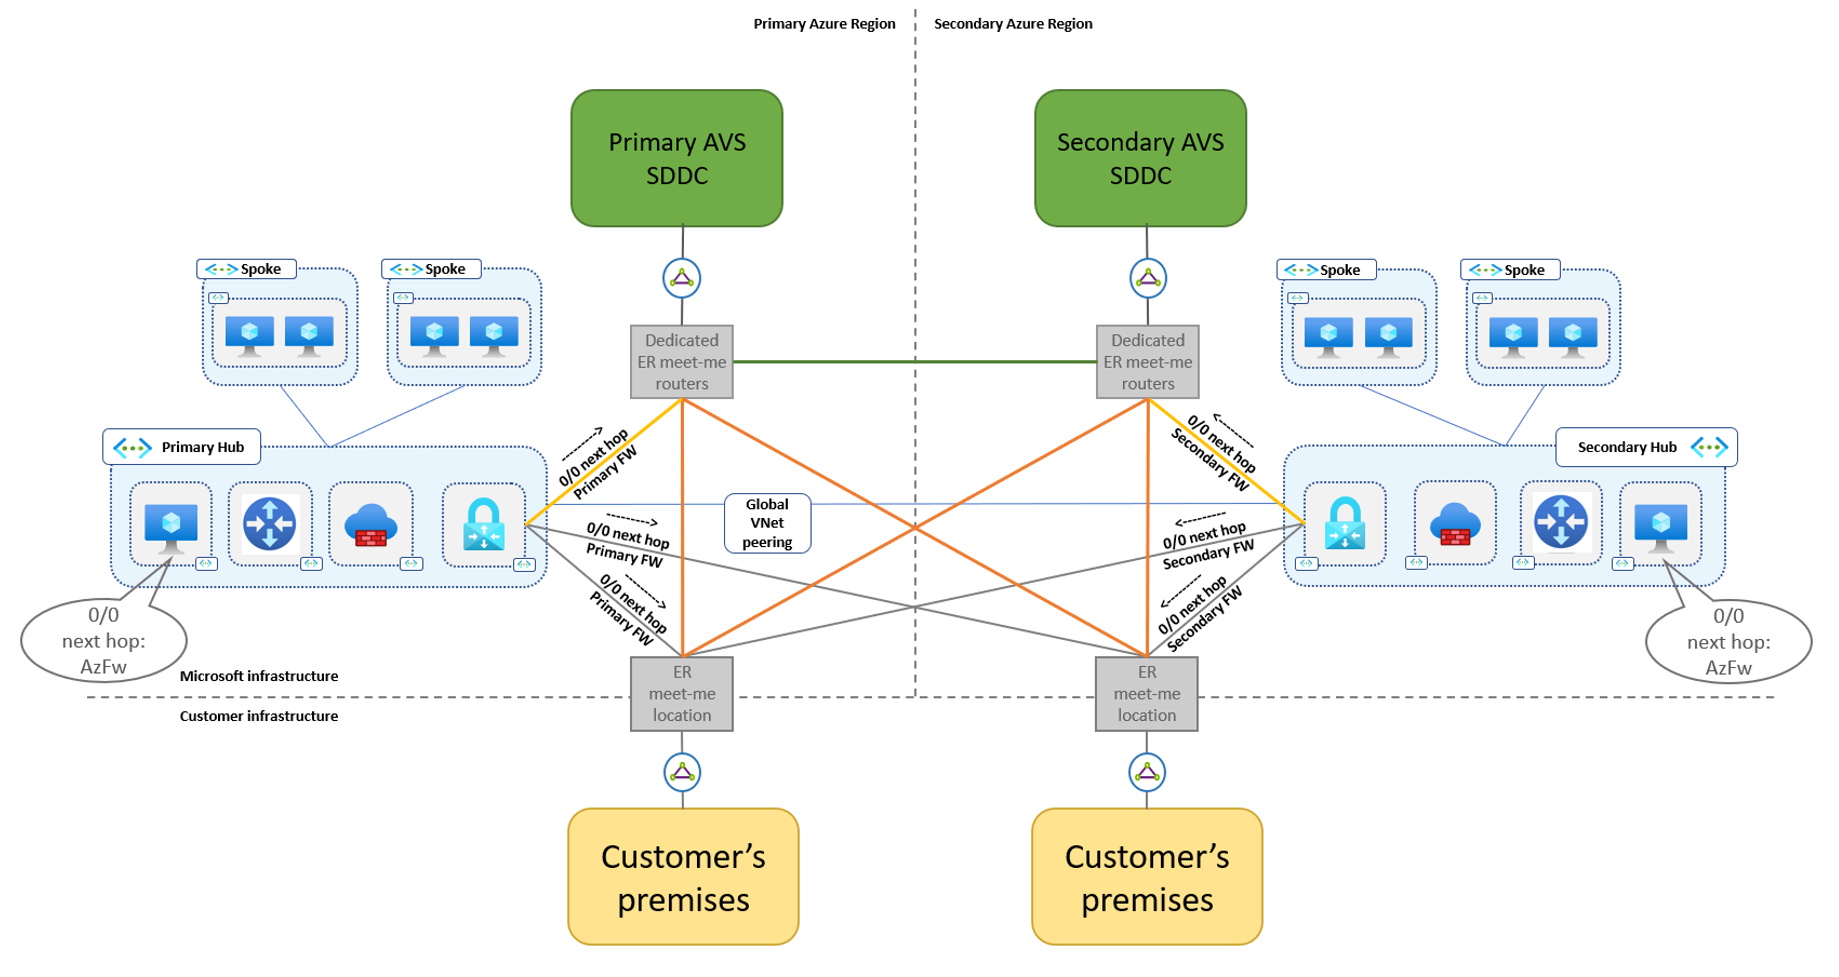 Primary Azure Region
Secondary Azure Region
Primary AVS
SDDC
Secondary AVS
SDDC
Spoke
Spoke
Spoke
Spoke
Dedicated
ER meet-me
routers
Dedicated
ER meet-me
routers
Primary Hub
Secondary Hub
0/0 next hop
Primary FW
0/0 next hop
Secondary FW
Global
VNet
peering
0/0 next hop
Primary FW
0/0 next hop
Secondary FW
0/0 next hop
Primary FW
0/0 next hop
Secondary FW
0/0
next hop:
AzFw
0/0
next hop:
AzFw
Microsoft infrastructure
Customer infrastructure
ER
meet-me
location
ER
meet-me
location
Customer’s
premises
Customer’s
premises